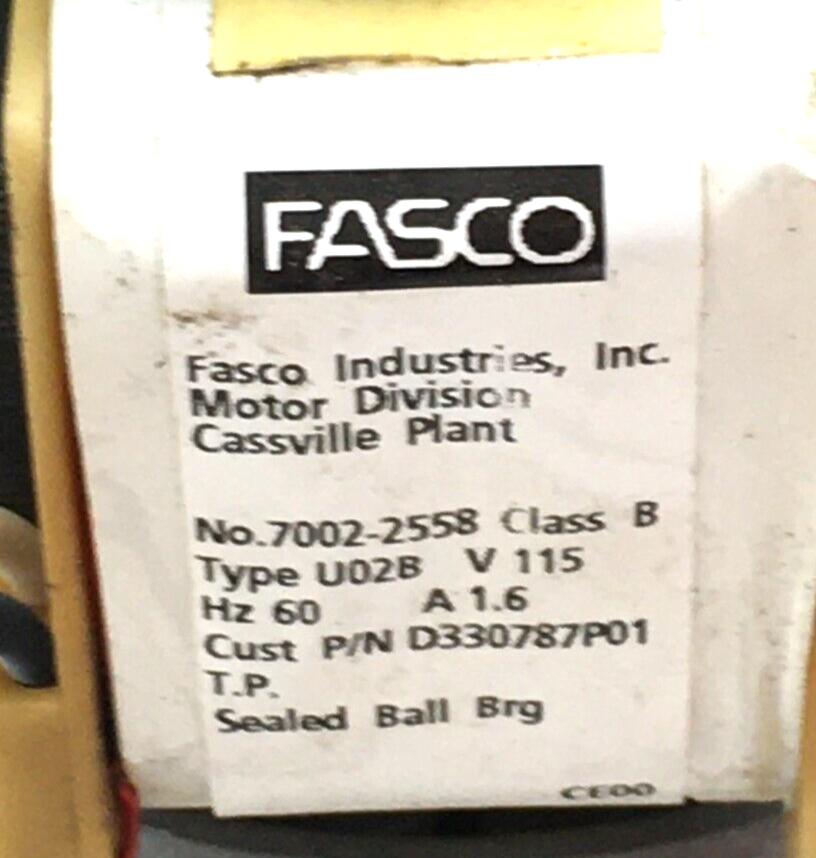 FASCO
Fasco Industries, Inc.
Motor Division
Cassville Plant
No.7002-2558 Class B
Type U02B V 115
Hz 60 A 1.6
Cust P/N D330787P01
T.P.
Sealed Ball Brg